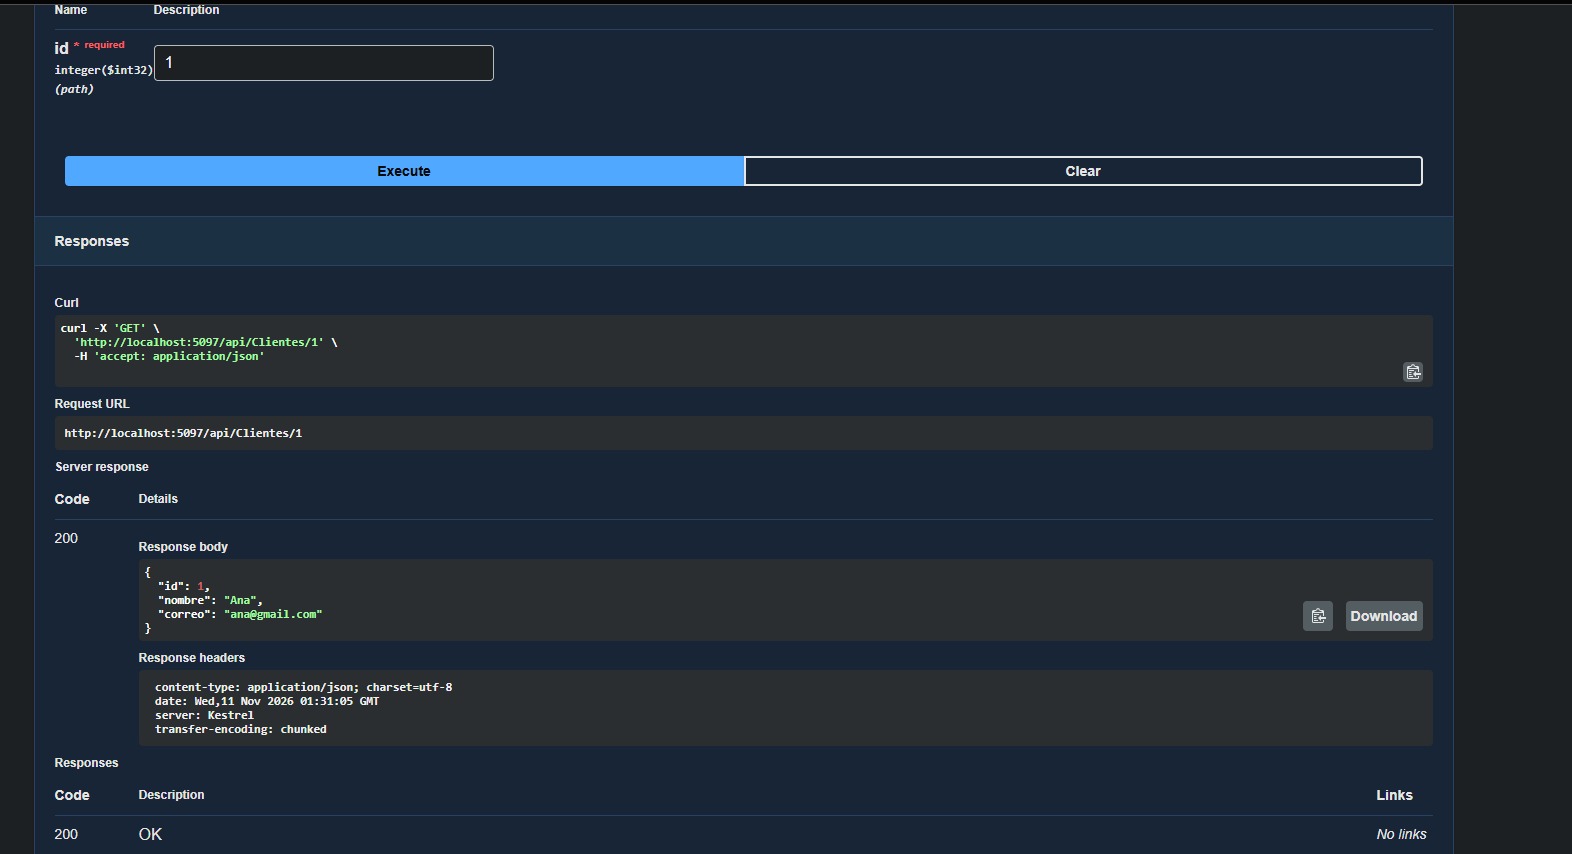 Name Description
id * required
integer($int32)
(path)
1
Execute Clear
Responses
Curl
curl -X 'GET' \
'http://localhost:5097/api/Clientes/1' \
-H 'accept: application/json'
Request URL
http://localhost:5097/api/Clientes/1
Server response
Code Details
200
Response body
{
"id": 1,
"nombre": "Ana",
"correo": "ana@gmail.com"
}
Download
Response headers
content-type: application/json; charset=utf-8
date: Wed,11 Nov 2026 01:31:05 GMT
server: Kestrel
transfer-encoding: chunked
Responses
Code Description Links
200 OK No links